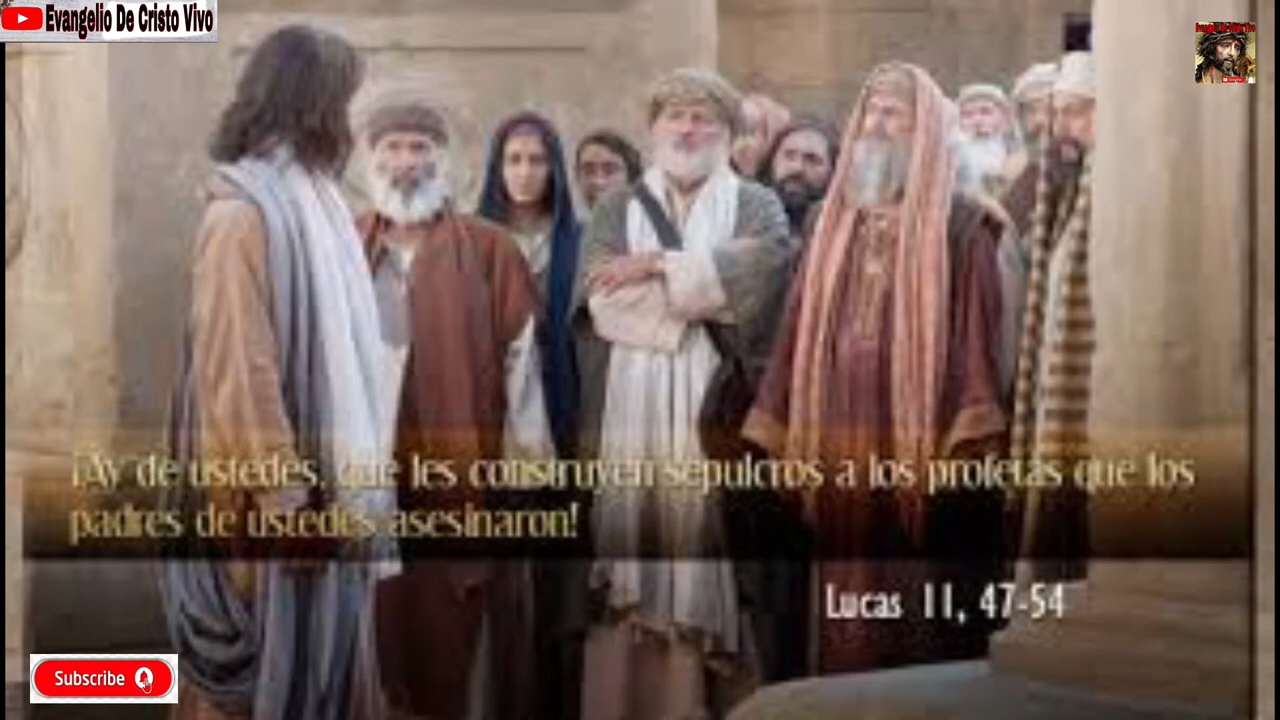 Evangelio De Cristo Vivo
¡Ay de ustedes, que les construyen sepulcros a los profetas que los
padres de ustedes asesinaron!
Lucas 11, 47-54
Subscribe